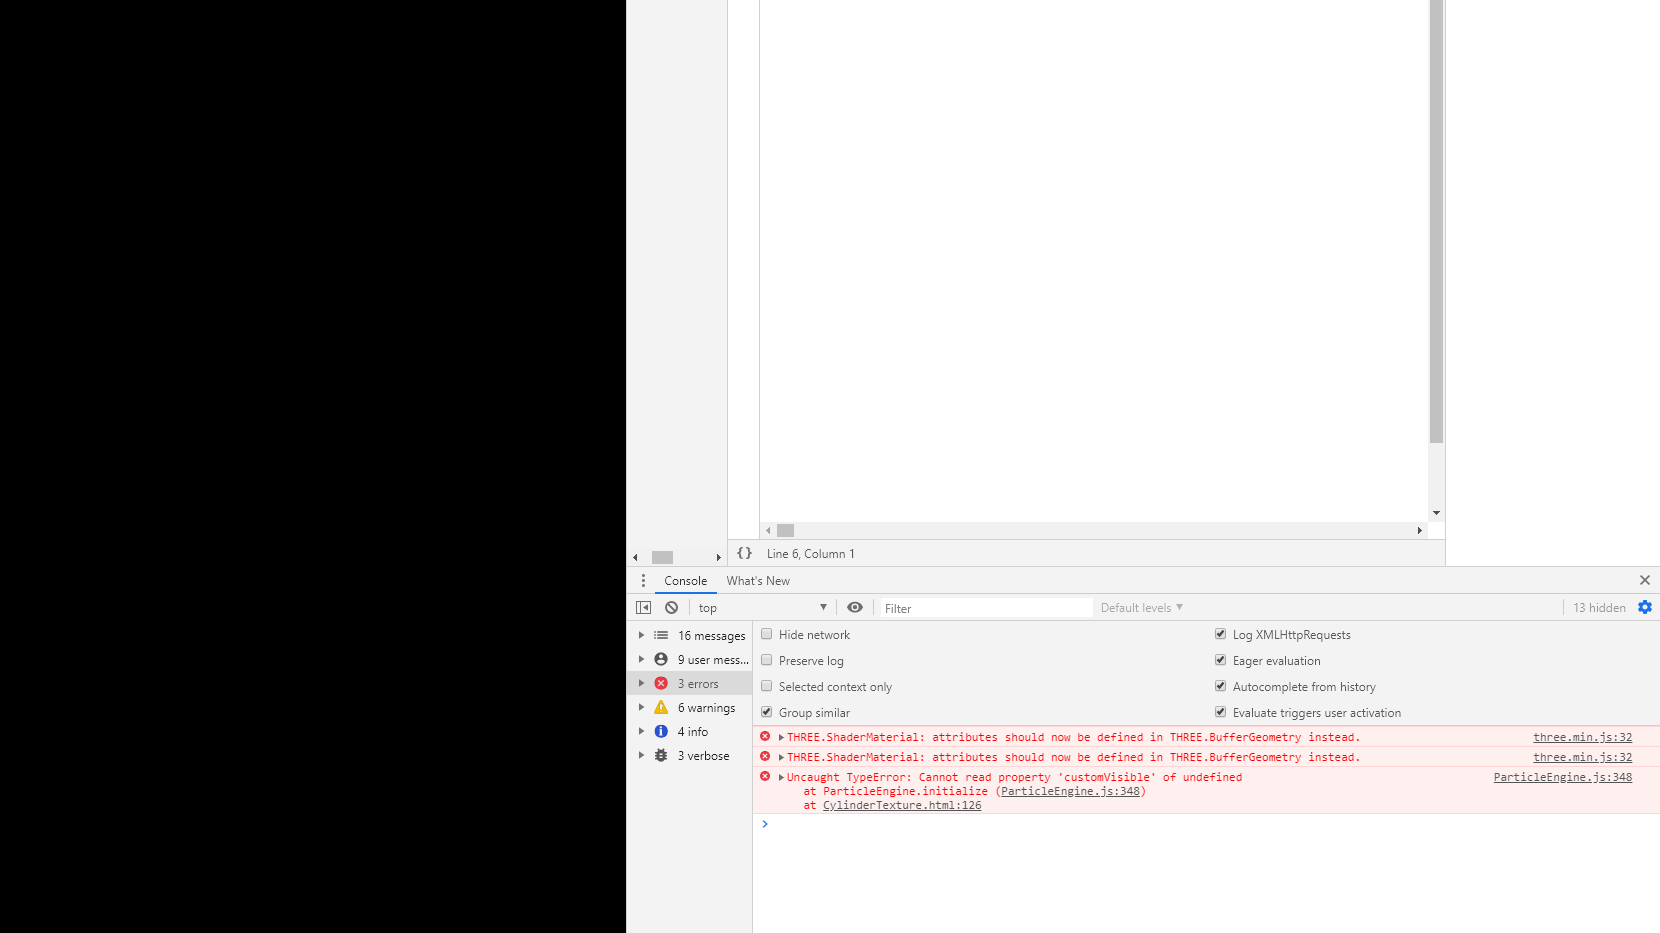 {} Line 6, Column 1
Console What's New
top Filter Default levels 13 hidden
16 messages
9 user mess...
3 errors
6 warnings
4 info
3 verbose
Hide network
Preserve log
Selected context only
Group similar
Log XMLHttpRequests
Eager evaluation
Autocomplete from history
Evaluate triggers user activation
THREE.ShaderMaterial: attributes should now be defined in THREE.BufferGeometry instead. three.min.js:32
THREE.ShaderMaterial: attributes should now be defined in THREE.BufferGeometry instead. three.min.js:32
Uncaught TypeError: Cannot read property 'customVisible' of undefined ParticleEngine.js:348
at ParticleEngine.initialize (ParticleEngine.js:348)
at CylinderTexture.html:126